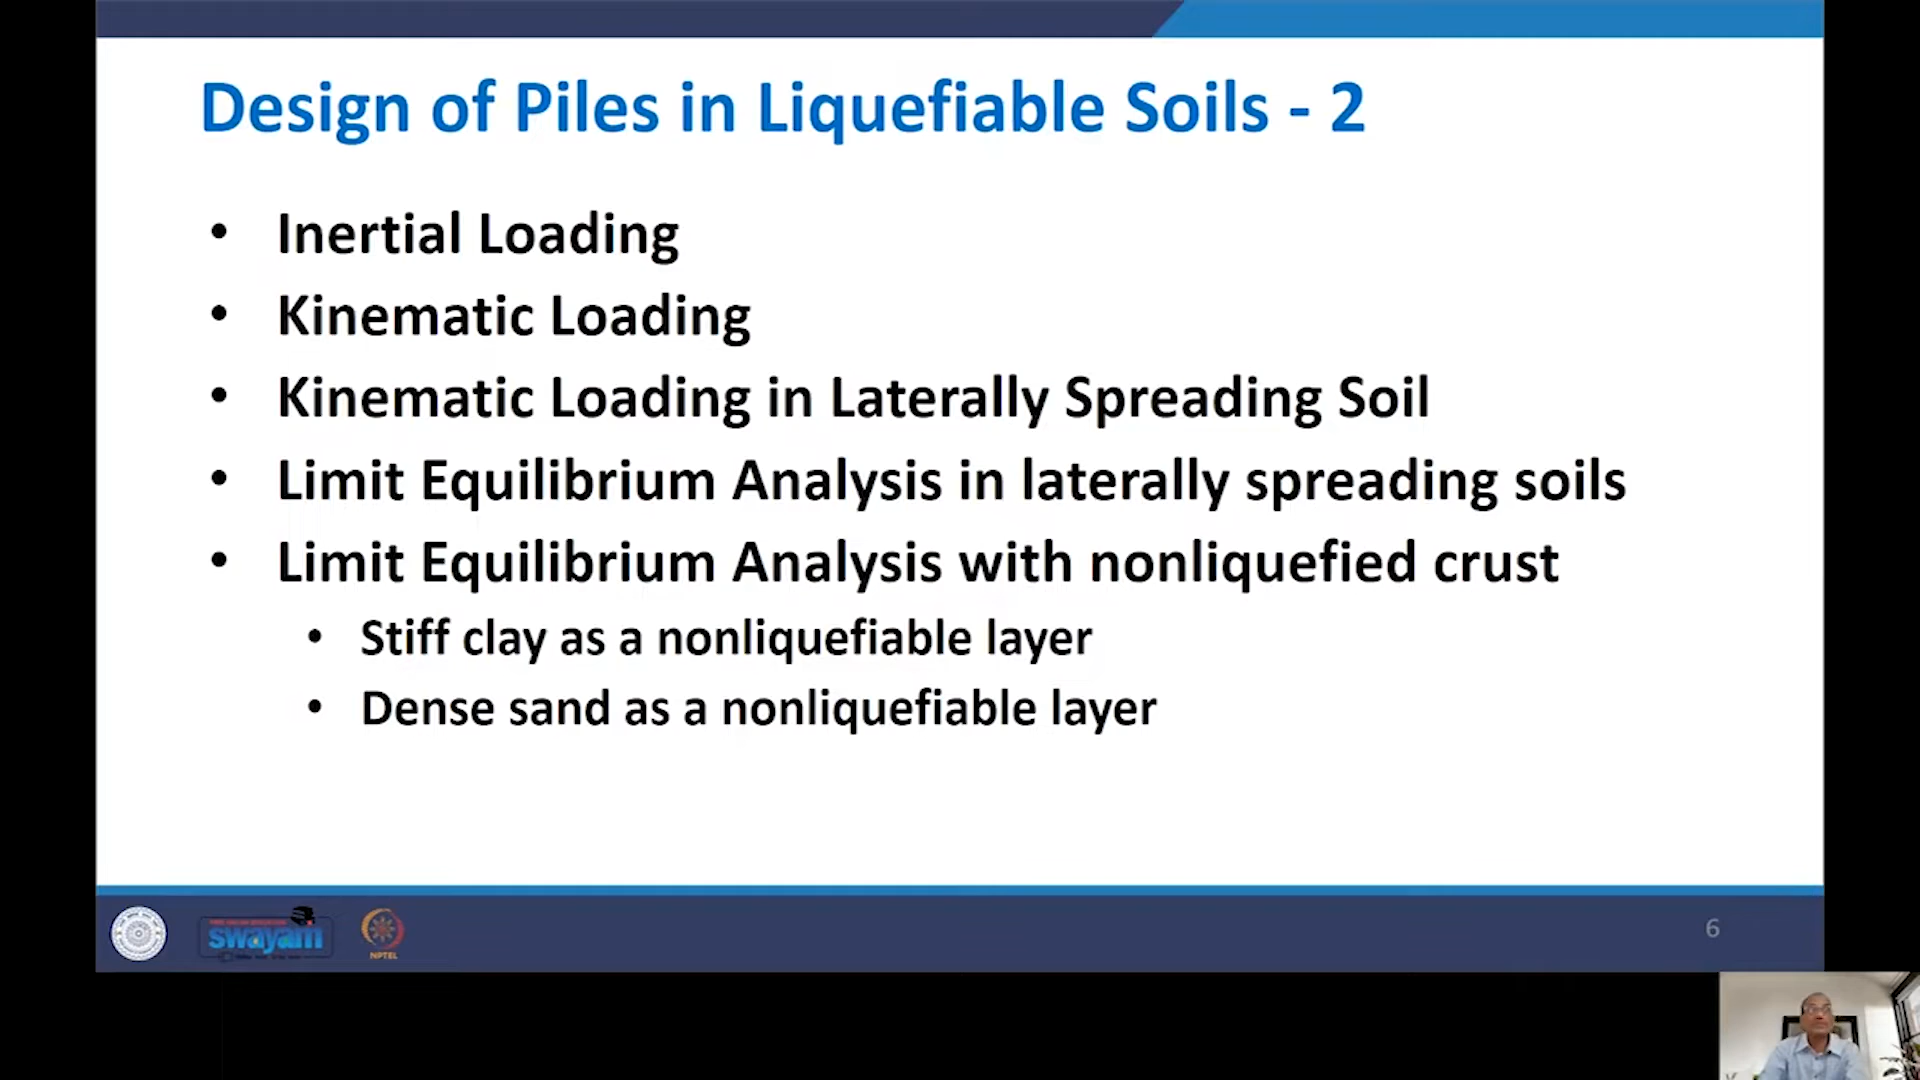 Design of Piles in Liquefiable Soils - 2
• Inertial Loading
• Kinematic Loading
• Kinematic Loading in Laterally Spreading Soil
• Limit Equilibrium Analysis in laterally spreading soils
• Limit Equilibrium Analysis with nonliquefied crust
• Stiff clay as a nonliquefiable layer
• Dense sand as a nonliquefiable layer
swayam
NPTEL
6